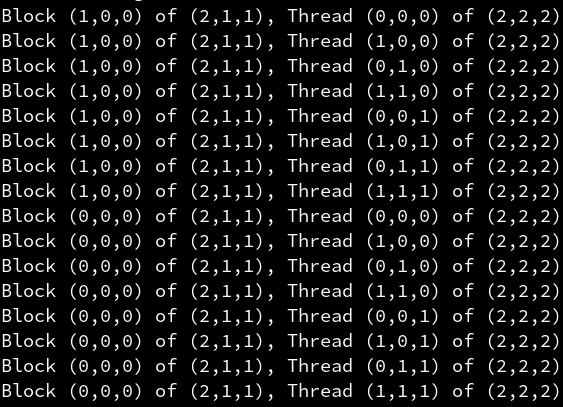 Block (1,0,0) of (2,1,1), Thread (0,0,0) of (2,2,2)
Block (1,0,0) of (2,1,1), Thread (1,0,0) of (2,2,2)
Block (1,0,0) of (2,1,1), Thread (0,1,0) of (2,2,2)
Block (1,0,0) of (2,1,1), Thread (1,1,0) of (2,2,2)
Block (1,0,0) of (2,1,1), Thread (0,0,1) of (2,2,2)
Block (1,0,0) of (2,1,1), Thread (1,0,1) of (2,2,2)
Block (1,0,0) of (2,1,1), Thread (0,1,1) of (2,2,2)
Block (1,0,0) of (2,1,1), Thread (1,1,1) of (2,2,2)
Block (0,0,0) of (2,1,1), Thread (0,0,0) of (2,2,2)
Block (0,0,0) of (2,1,1), Thread (1,0,0) of (2,2,2)
Block (0,0,0) of (2,1,1), Thread (0,1,0) of (2,2,2)
Block (0,0,0) of (2,1,1), Thread (1,1,0) of (2,2,2)
Block (0,0,0) of (2,1,1), Thread (0,0,1) of (2,2,2)
Block (0,0,0) of (2,1,1), Thread (1,0,1) of (2,2,2)
Block (0,0,0) of (2,1,1), Thread (0,1,1) of (2,2,2)
Block (0,0,0) of (2,1,1), Thread (1,1,1) of (2,2,2)